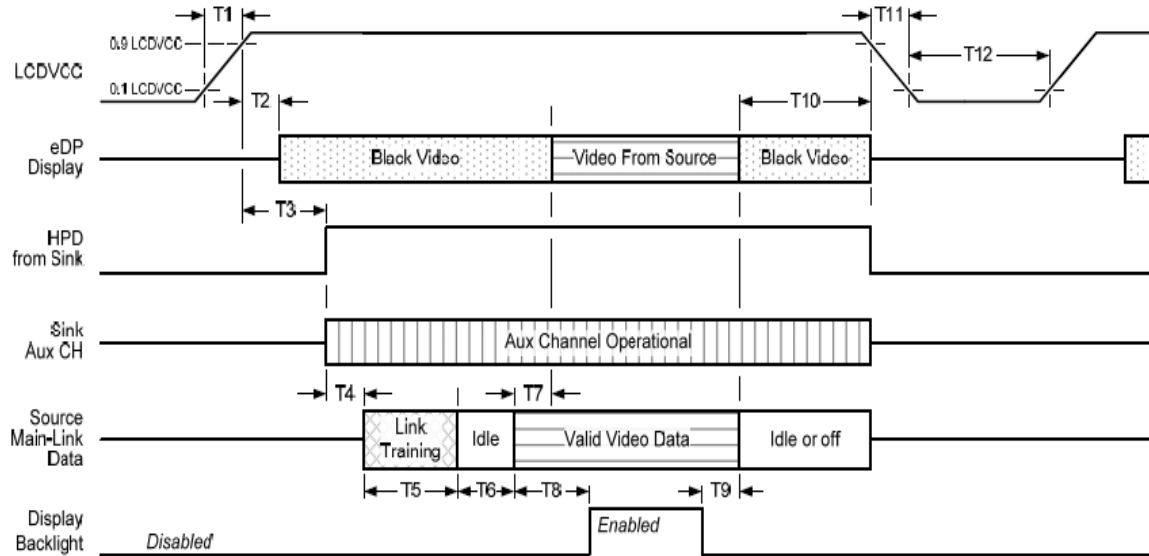 T1
T11
0.9 LCDVCC
LCDVCC
T12
0.1 LCDVCC
T2
T10
eDP
Display
Black Video
Video From Source
Black Video
T3
HPD
from Sink
Sink
Aux CH
Aux Channel Operational
T4
T7
Source
Main-Link
Data
Link
Training
Idle
Valid Video Data
Idle or off
T5
T6
T8
T9
Display
Backlight
Disabled
Enabled